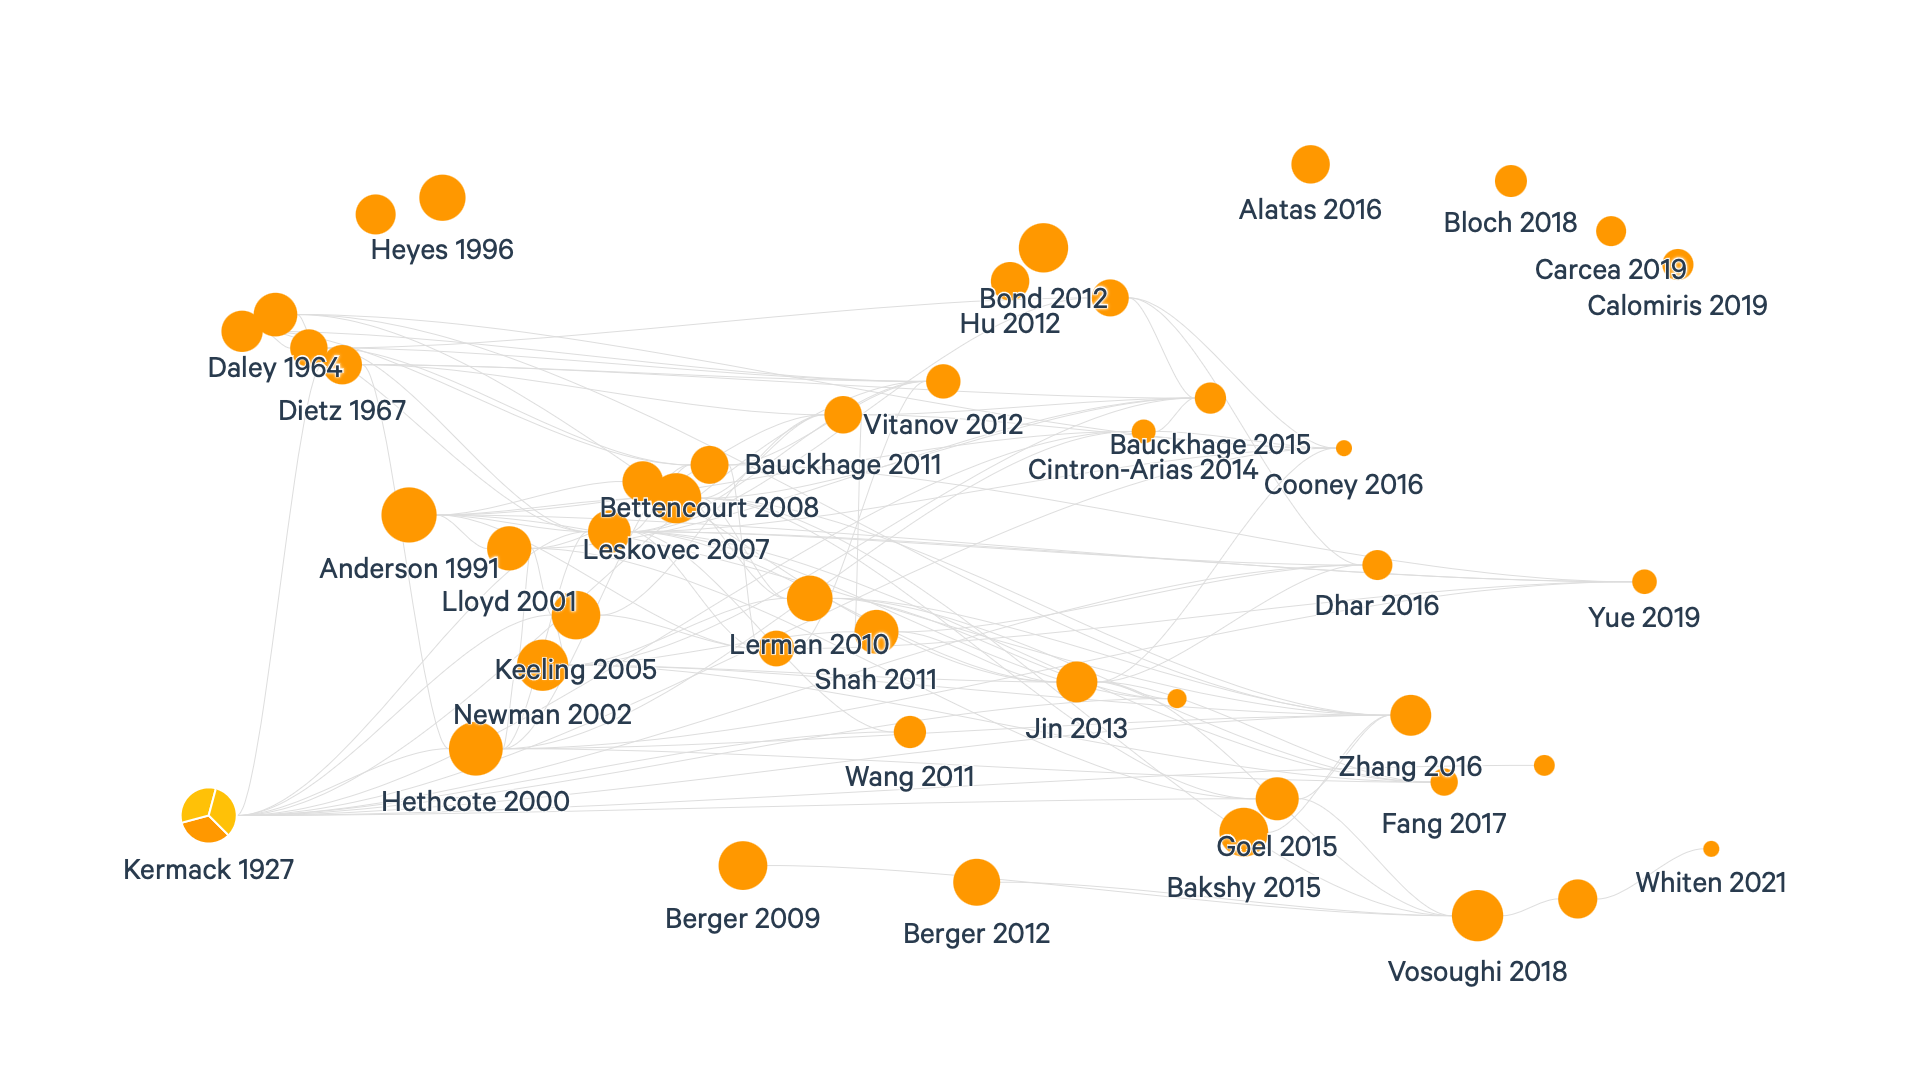 Alatas 2016
Bloch 2018
Heyes 1996
Carcea 2019
Bond 2012
Calomiris 2019
Hu 2012
Daley 1964
Dietz 1967
Vitanov 2012
Bauckhage 2015
Bauckhage 2011
Cintron-Arias 2014
Cooney 2016
Bettencourt 2008
Leskovec 2007
Anderson 1991
Lloyd 2001
Dhar 2016
Yue 2019
Lerman 2010
Keeling 2005
Shah 2011
Newman 2002
Jin 2013
Zhang 2016
Wang 2011
Hethcote 2000
Fang 2017
Goel 2015
Kermack 1927
Whiten 2021
Bakshy 2015
Berger 2009
Berger 2012
Vosoughi 2018